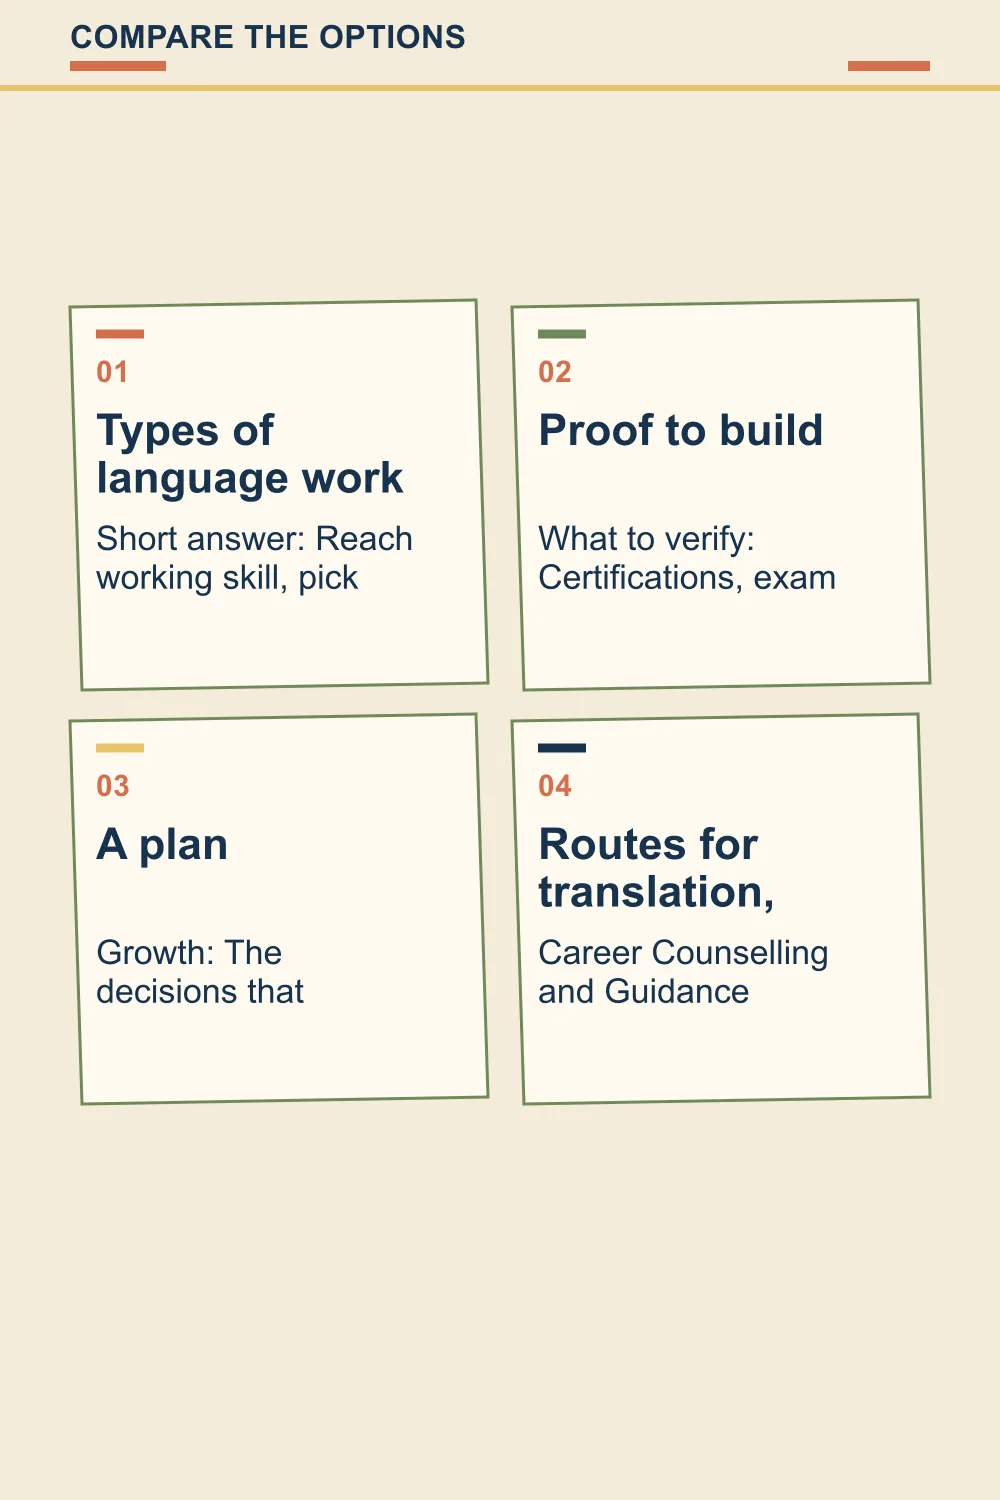 COMPARE THE OPTIONS
01
Types of
language work
Short answer: Reach
working skill, pick
02
Proof to build
What to verify:
Certifications, exam
03
A plan
Growth: The
decisions that
04
Routes for
translation,
Career Counselling
and Guidance